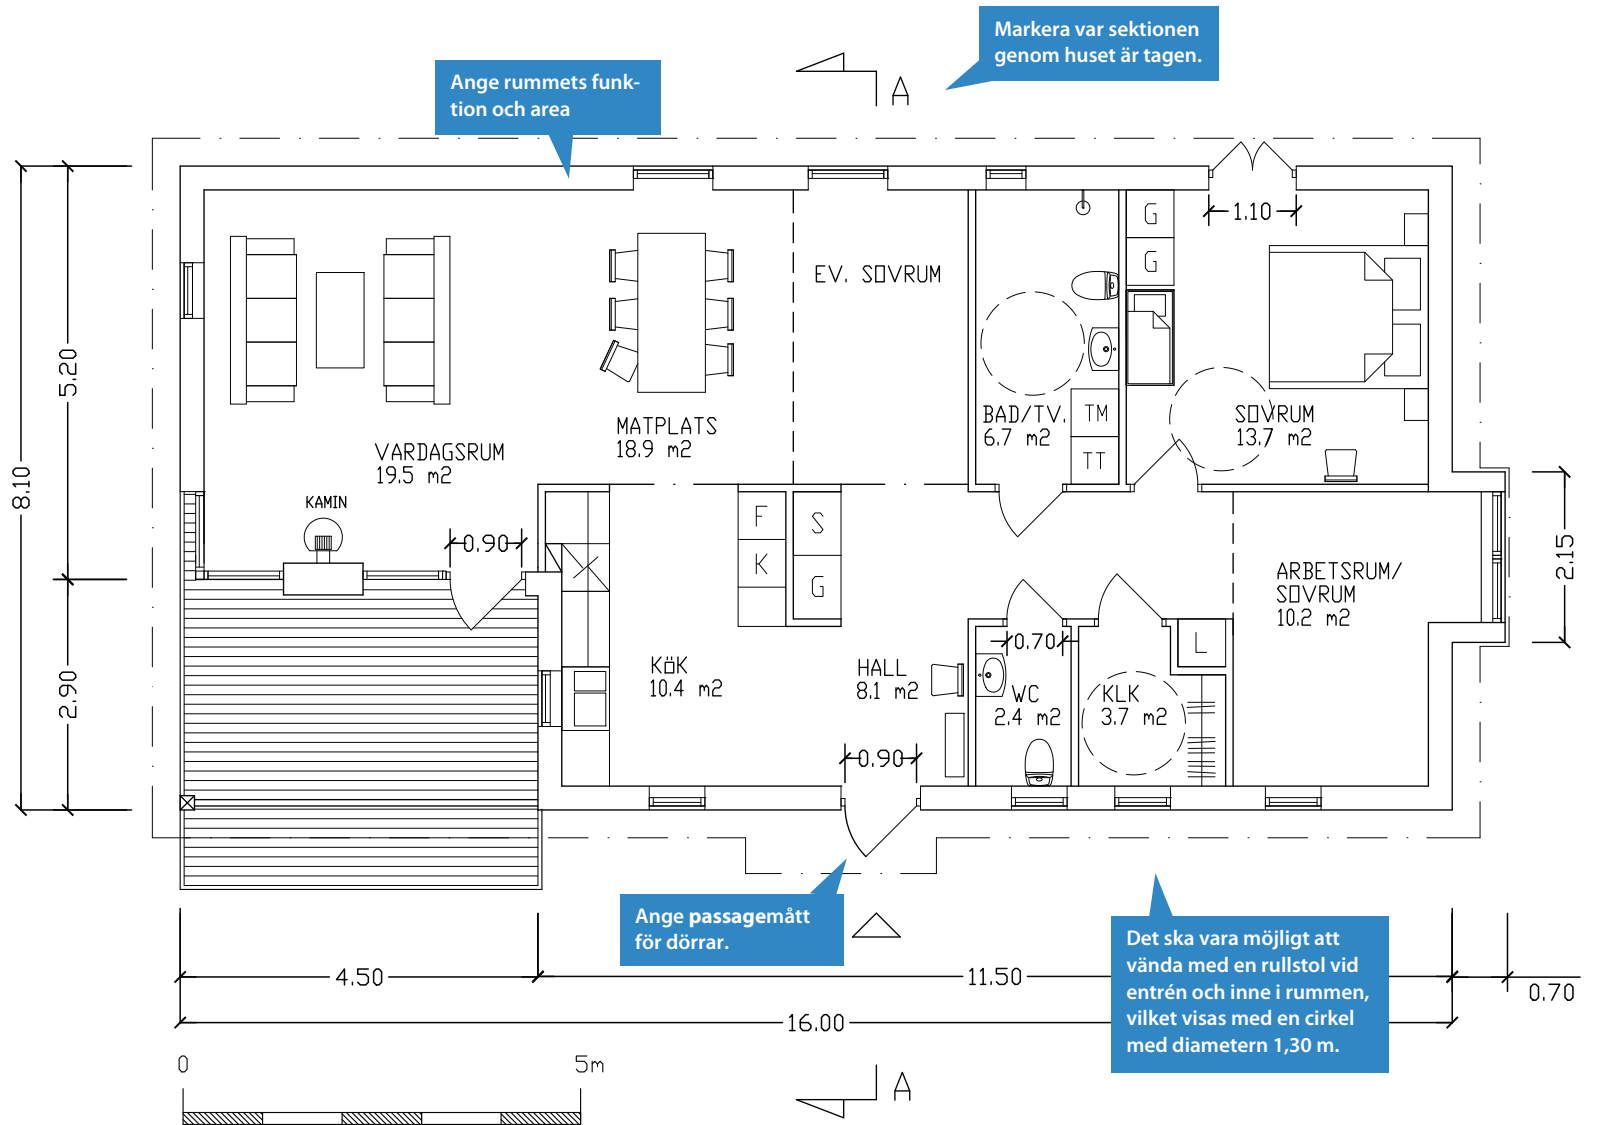 Markera var sektionen
genom huset är tagen.
Ange rummets funk-
tion och area
A
8.10
5.20
2.90
1.10
G
G
EV. SOVRUM
MATPLATS
18.9 m2
VARDAGSRUM
19.5 m2
KAMIN
0.90
BAD/TV.
6.7 m2
TM
TT
SOVRUM
13.7 m2
F
K
S
G
ARBETSRUM/
SOVRUM
10.2 m2
2.15
KÖK
10.4 m2
HALL
8.1 m2
0.70
WC
2.4 m2
KLK
3.7 m2
L
0.90
Ange passagemått
för dörrar.
Det ska vara möjligt att
vända med en rullstol vid
entrén och inne i rummen,
vilket visas med en cirkel
med diametern 1,30 m.
4.50
11.50
0.70
16.00
0
5m
A